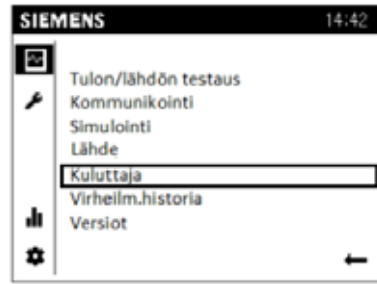 SIEMENS 14:42
Tulon/lähdön testaus
Kommunikointi
Simulointi
Lähde
Kuluttaja
Virheilm.historia
Versiot